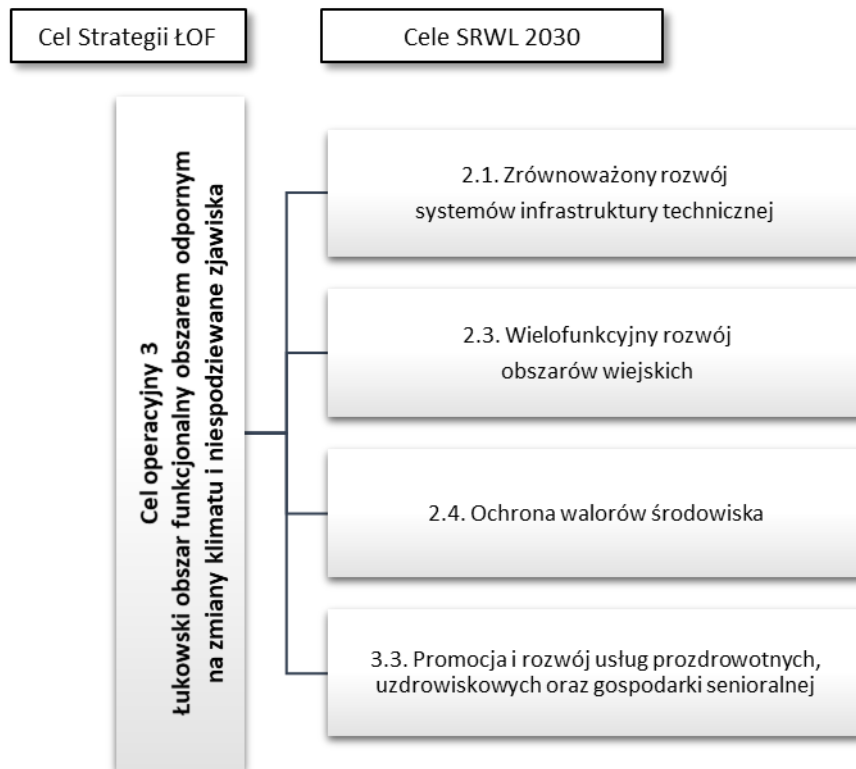 Cel Strategii ŁOF
Cele SRWL 2030
Cel operacyjny 3
Łukowski obszar funkcjonalny obszarem odpornym
na zmiany klimatu i niespodziewane zjawiska
2.1. Zrównoważony rozwój
systemów infrastruktury technicznej
2.3. Wielofunkcyjny rozwój
obszarów wiejskich
2.4. Ochrona walorów środowiska
3.3. Promocja i rozwój usług prozdrowotnych,
uzdrowiskowych oraz gospodarki senioralnej